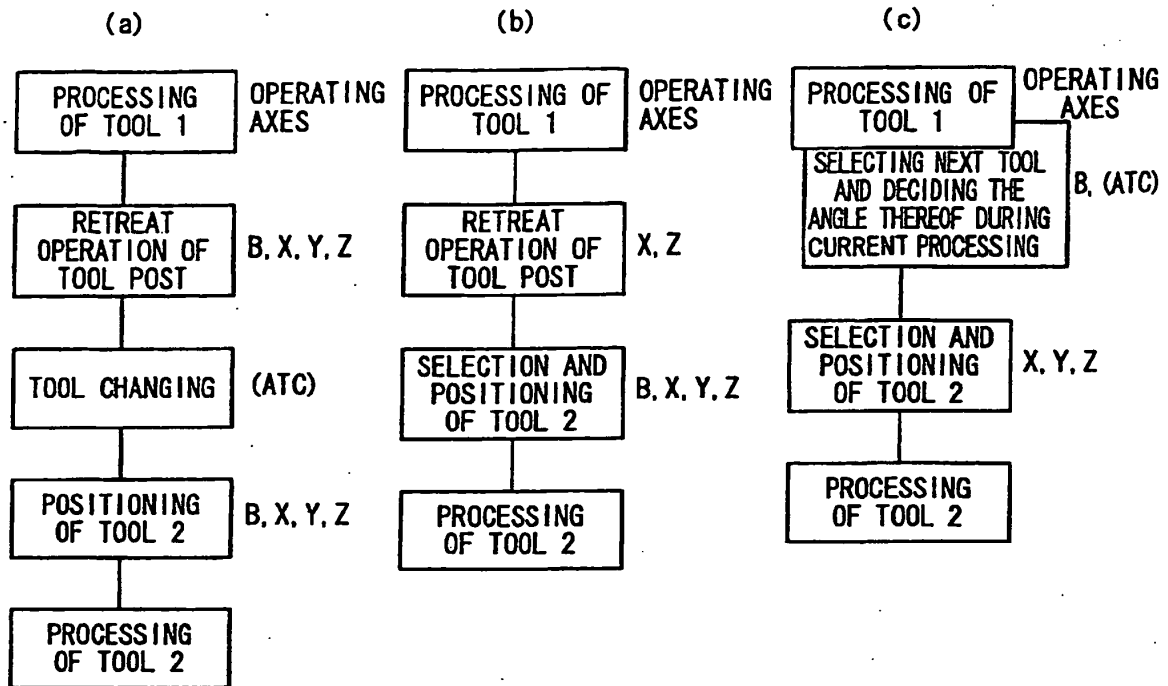 (a)
PROCESSING
OF TOOL 1
OPERATING
AXES
RETREAT
OPERATION OF
TOOL POST
B, X, Y, Z
TOOL CHANGING
(ATC)
POSITIONING
OF TOOL 2
B, X, Y, Z
PROCESSING
OF TOOL 2
(b)
PROCESSING OF
TOOL 1
OPERATING
AXES
RETREAT
OPERATION OF
TOOL POST
X, Z
SELECTION AND
POSITIONING
OF TOOL 2
B, X, Y, Z
PROCESSING
OF TOOL 2
(c)
PROCESSING OF
TOOL 1
OPERATING
AXES
SELECTING NEXT TOOL
AND DECIDING THE
ANGLE THEREOF DURING
CURRENT PROCESSING
B, (ATC)
SELECTION AND
POSITIONING
OF TOOL 2
X, Y, Z
PROCESSING
OF TOOL 2